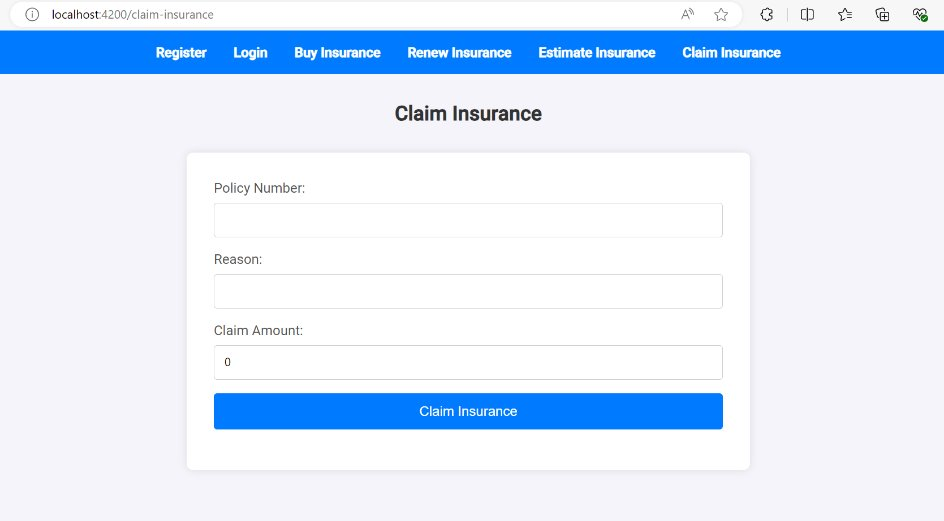 localhost:4200/claim-insurance
Register Login Buy Insurance Renew Insurance Estimate Insurance Claim Insurance
Claim Insurance
Policy Number:
Reason:
Claim Amount:
0
Claim Insurance